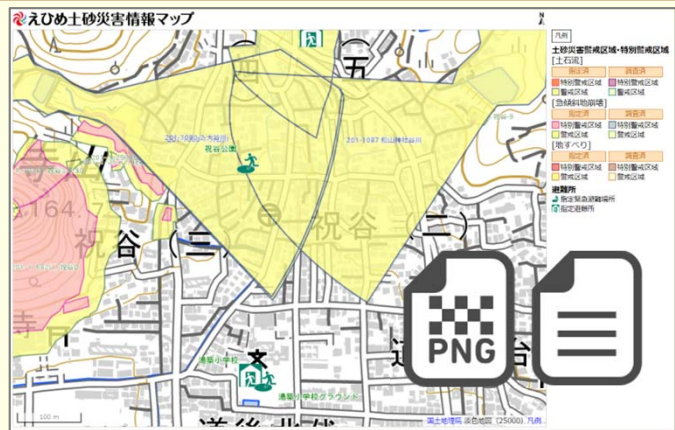 えひめ土砂災害情報マップ
凡例
土砂災害警戒区域・特別警戒区域
[土石流]
指定済 調査済
特別警戒区域 特別警戒区域
警戒区域 警戒区域
[急傾斜地崩壊]
指定済 調査済
特別警戒区域 特別警戒区域
警戒区域 警戒区域
[地すべり]
指定済 調査済
特別警戒区域 特別警戒区域
警戒区域 警戒区域
避難所
指定緊急避難場所
指定避難所
五
祝谷公園
201-1087 松山神社谷川
164.
祝谷(三)
祝谷(二)
寺
文
湯築小学校
湯築小学校グラウンド
道後北代
100 m
国土地理院 淡色地図 (25000) 凡例
PNG